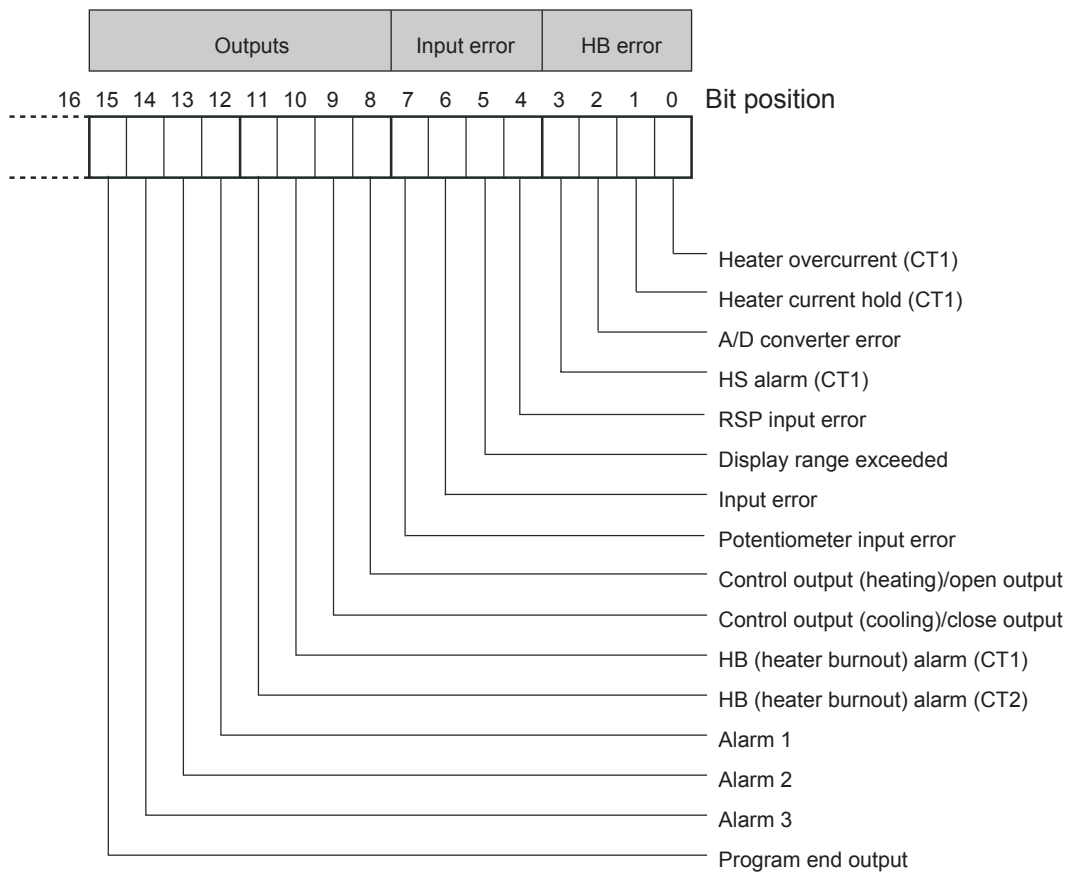 Outputs Input error HB error
16 15 14 13 12 11 10 9 8 7 6 5 4 3 2 1 0 Bit position
Heater overcurrent (CT1)
Heater current hold (CT1)
A/D converter error
HS alarm (CT1)
RSP input error
Display range exceeded
Input error
Potentiometer input error
Control output (heating)/open output
Control output (cooling)/close output
HB (heater burnout) alarm (CT1)
HB (heater burnout) alarm (CT2)
Alarm 1
Alarm 2
Alarm 3
Program end output